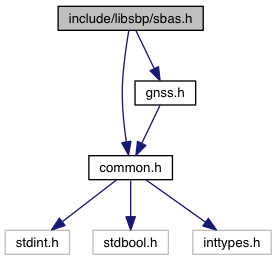 include/libsbp/sbas.h
gnss.h
common.h
stdint.h
stdbool.h
inttypes.h